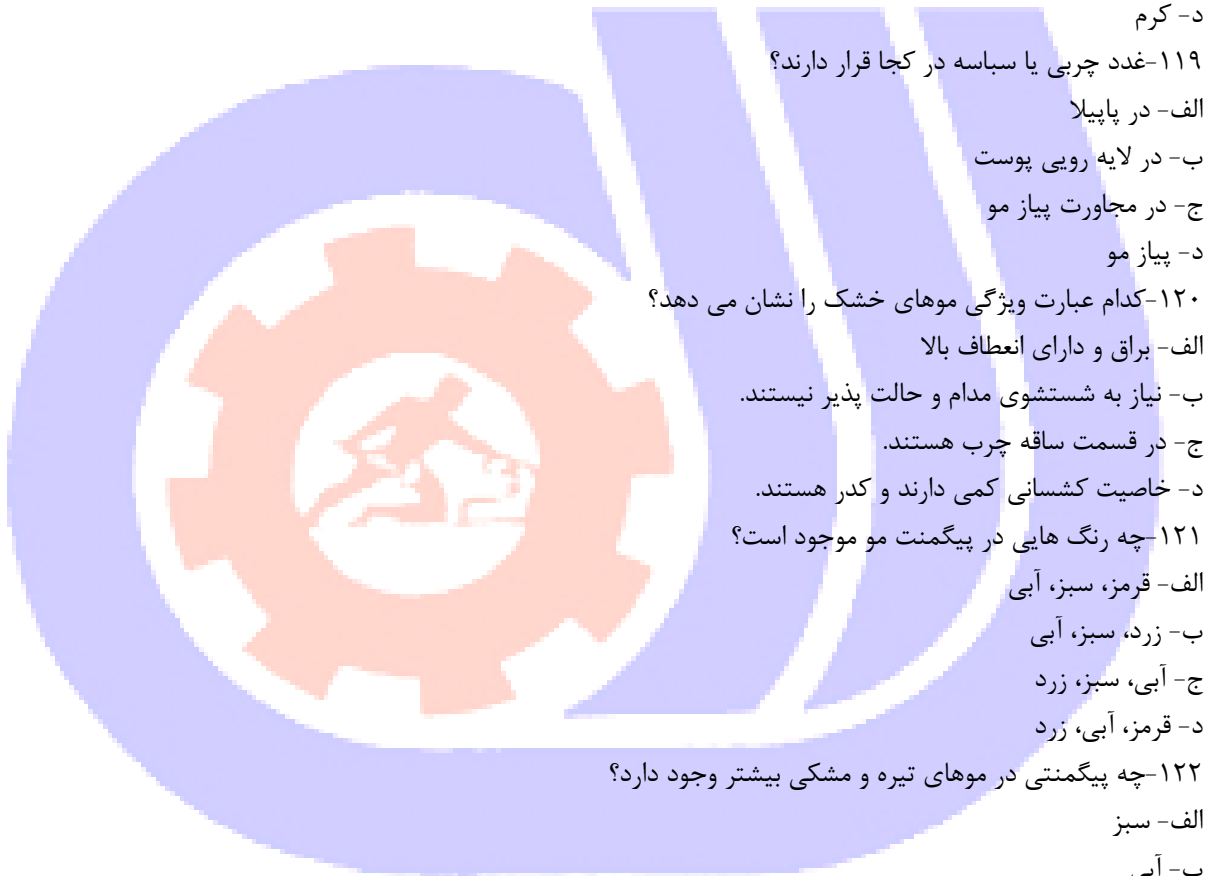 د- کرم
۱۱۹-غدد چربی یا سباسه در کجا قرار دارند؟
الف- در پاپیلا
ب- در لایه رویی پوست
ج- در مجاورت پیاز مو
د- پیاز مو
۱۲۰-کدام عبارت ویژگی موهای خشک را نشان می دهد؟
الف- براق و دارای انعطاف بالا
ب- نیاز به شستشوی مدام و حالت پذیر نیستند.
ج- در قسمت ساقه چرب هستند.
د- خاصیت کشسانی کمی دارند و کدر هستند.
۱۲۱-چه رنگ هایی در پیگمنت مو موجود است؟
الف- قرمز، سبز، آبی
ب- زرد، سبز، آبی
ج- آبی، سبز، زرد
د- قرمز، آبی، زرد
۱۲۲-چه پیگمنتی در موهای تیره و مشکی بیشتر وجود دارد؟
الف- سبز
ب- آبی